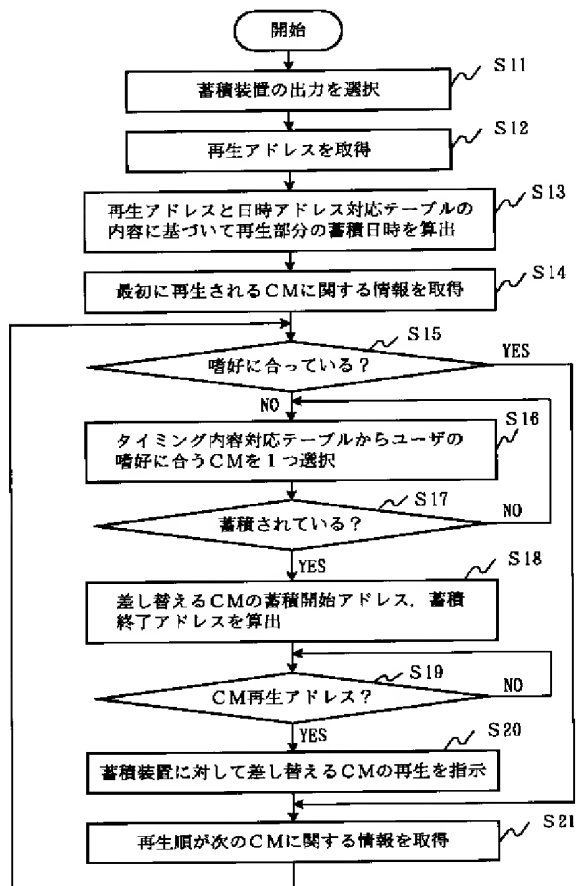 開始
S11
蓄積装置の出力を選択
S12
再生アドレスを取得
S13
再生アドレスと日時アドレス対応テーブルの
内容に基づいて再生部分の蓄積日時を算出
S14
最初に再生されるCMに関する情報を取得
S15
嗜好に合っている？
YES
NO
S16
タイミング内容対応テーブルからユーザの
嗜好に合うCMを1つ選択
S17
蓄積されている？
NO
YES
S18
差し替えるCMの蓄積開始アドレス，蓄積
終了アドレスを算出
S19
CM再生アドレス？
NO
YES
S20
蓄積装置に対して差し替えるCMの再生を指示
S21
再生順が次のCMに関する情報を取得